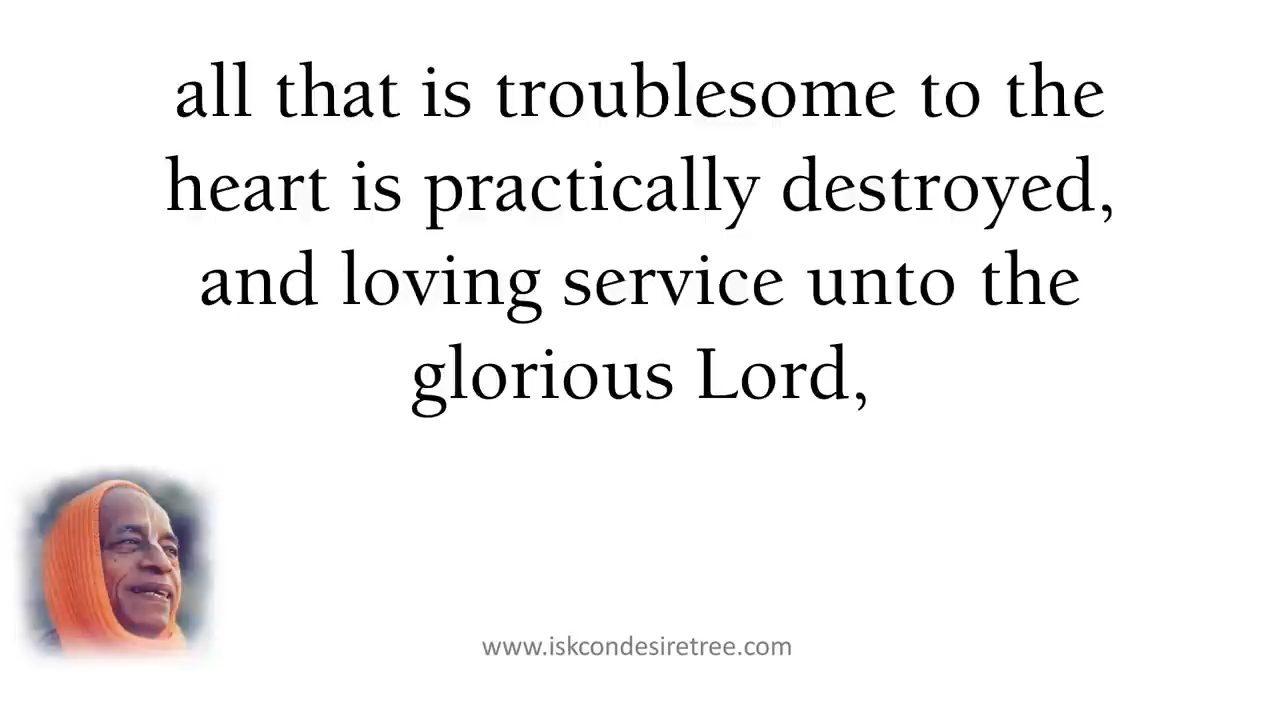 all that is troublesome to the
heart is practically destroyed,
and loving service unto the
glorious Lord,
www.iskcondesiretree.com